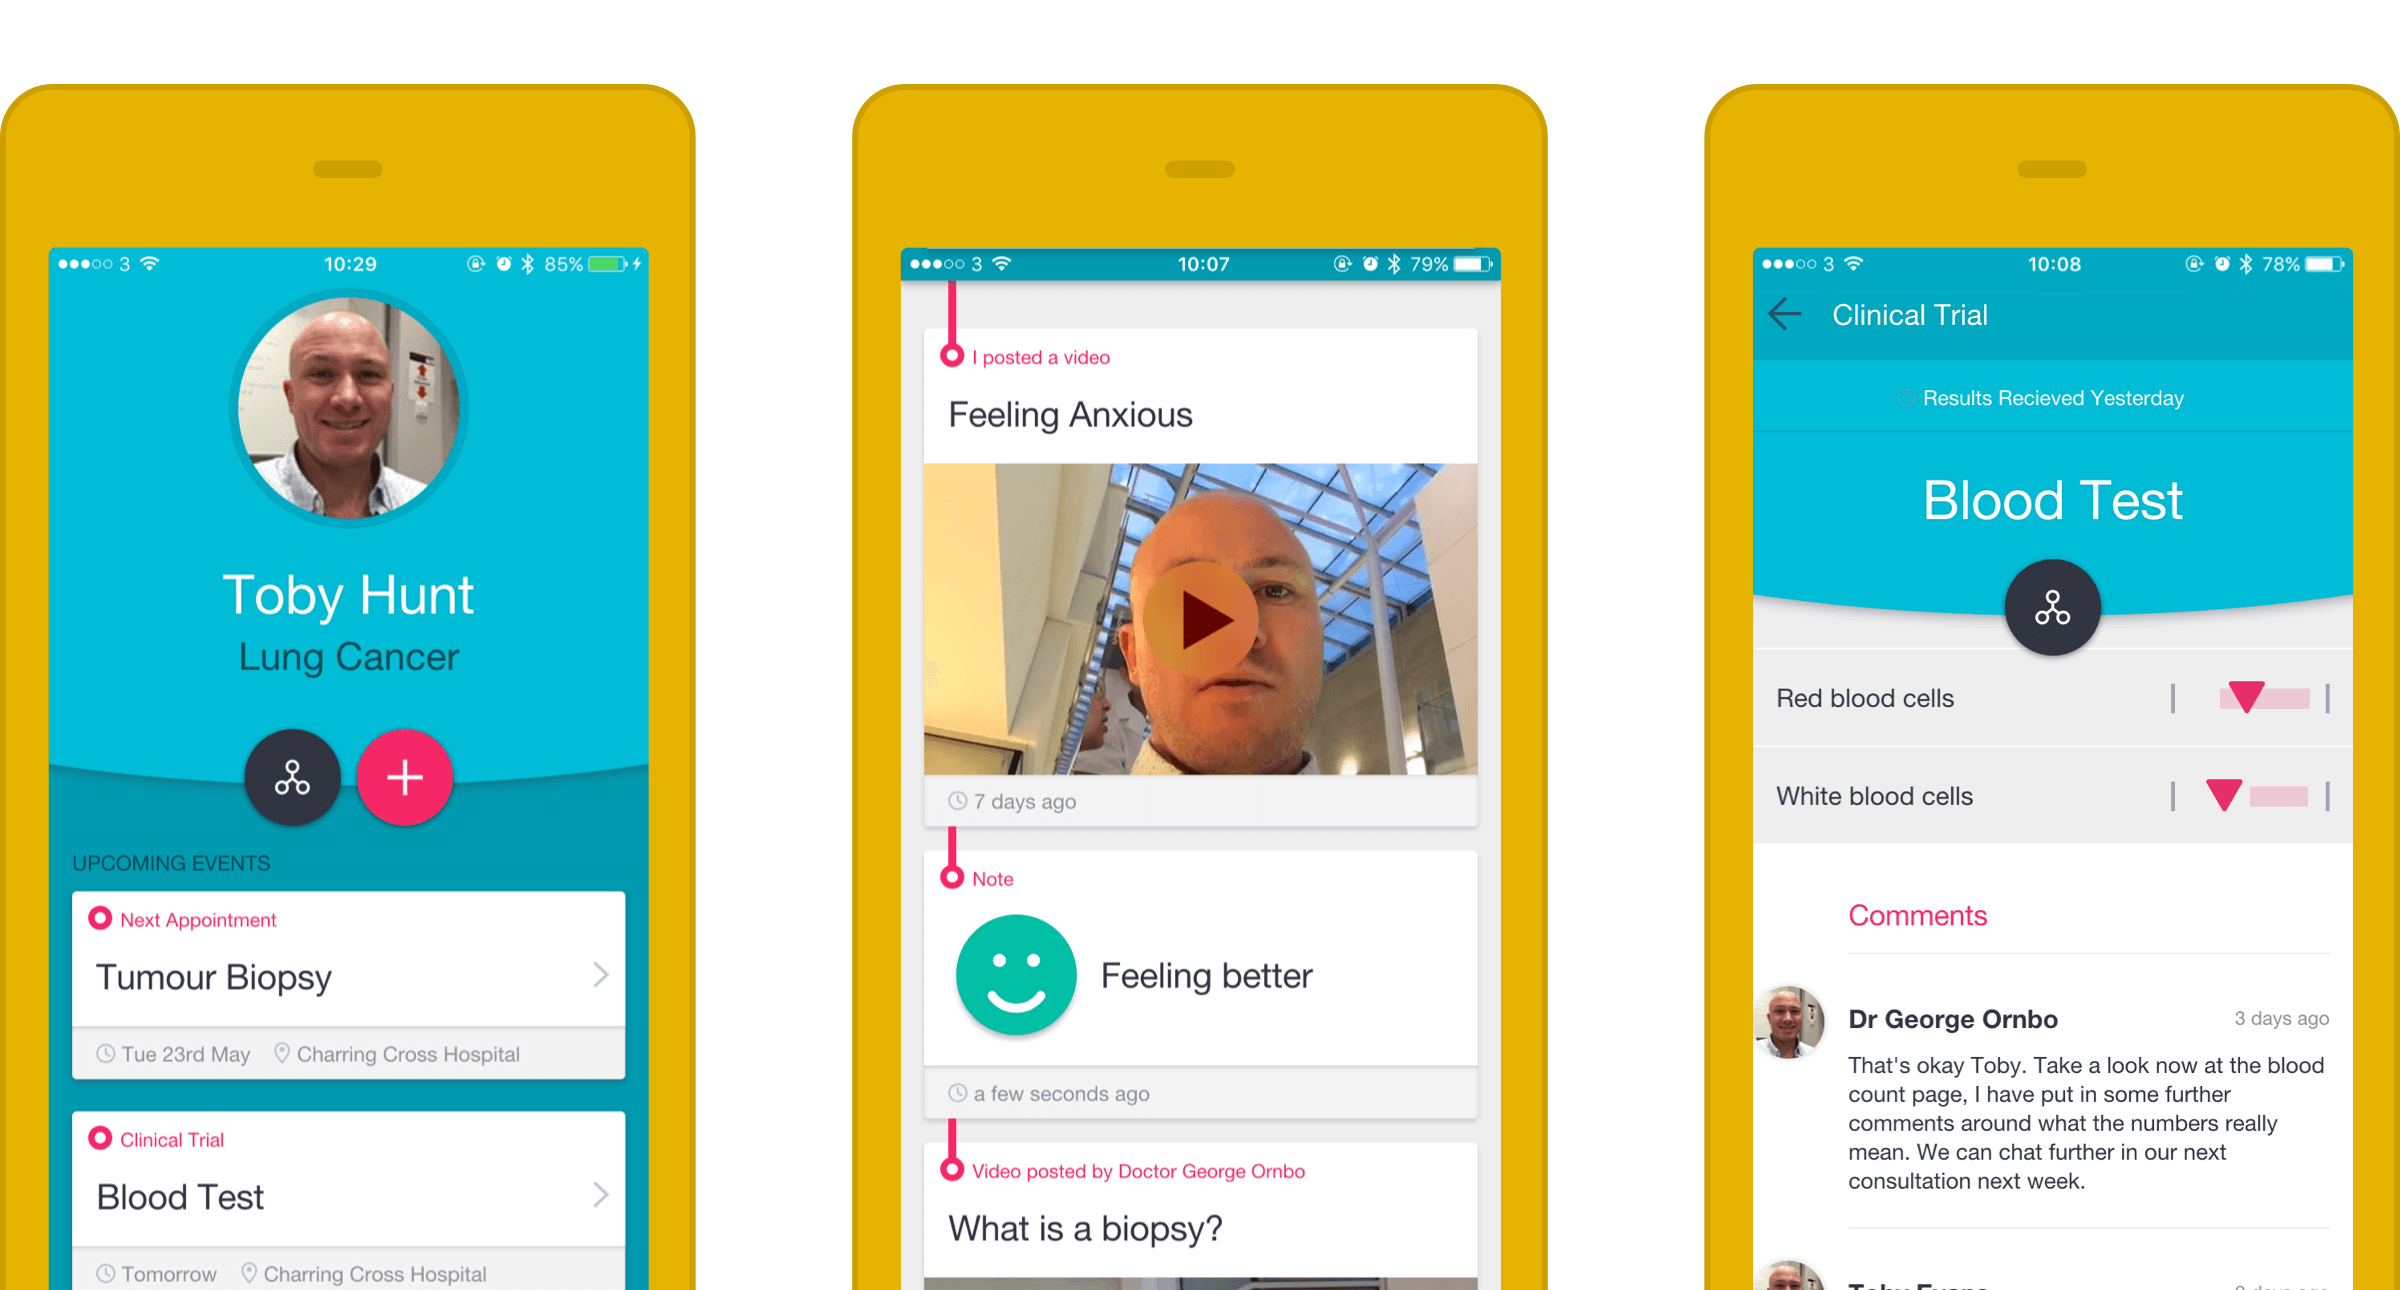 3 10:29 85%
Toby Hunt
Lung Cancer
UPCOMING EVENTS
Next Appointment
Tumour Biopsy
Tue 23rd May Charring Cross Hospital
Clinical Trial
Blood Test
Tomorrow Charring Cross Hospital
3 10:07 79%
I posted a video
Feeling Anxious
7 days ago
Note
Feeling better
a few seconds ago
Video posted by Doctor George Ornbo
What is a biopsy?
3 10:08 78%
Clinical Trial
Results Recieved Yesterday
Blood Test
Red blood cells
White blood cells
Comments
Dr George Ornbo 3 days ago
That's okay Toby. Take a look now at the blood
count page, I have put in some further
comments around what the numbers really
mean. We can chat further in our next
consultation next week.
Toby Evans days ago